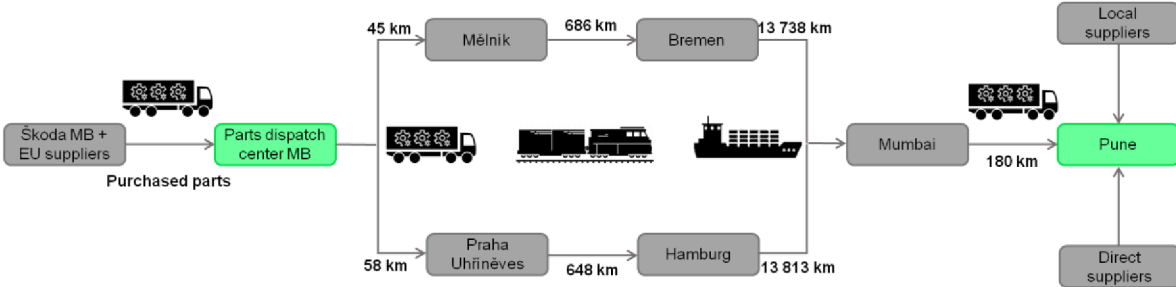 Škoda MB +
EU suppliers
Purchased parts
Parts dispatch
center MB
45 km
Mělník
686 km
Bremen
13 738 km
58 km
Praha
Uhříněves
648 km
Hamburg
13 813 km
Mumbai
180 km
Local
suppliers
Pune
Direct
suppliers